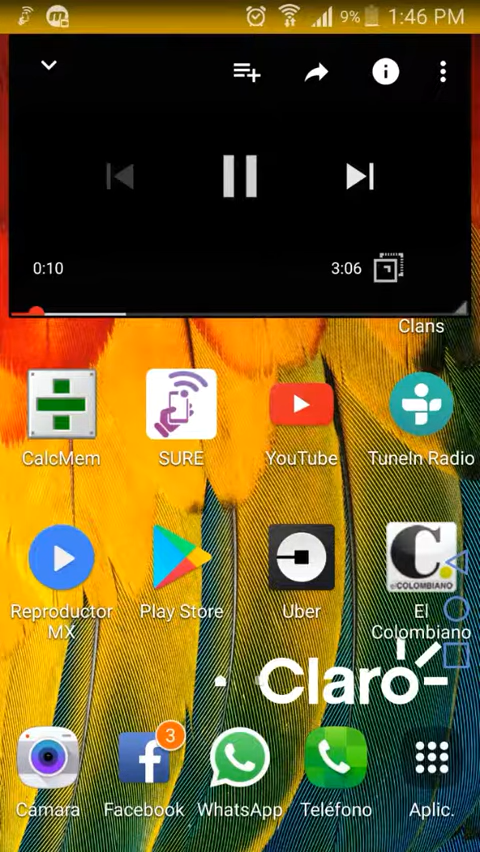 9% 1:46 PM
0:10 3:06
Clans
CalcMem SURE YouTube TuneIn Radio
C
COLOMBIANO
Reproductor MX Play Store Uber El Colombiano
Claro
3
Cámara Facebook WhatsApp Teléfono Aplic.